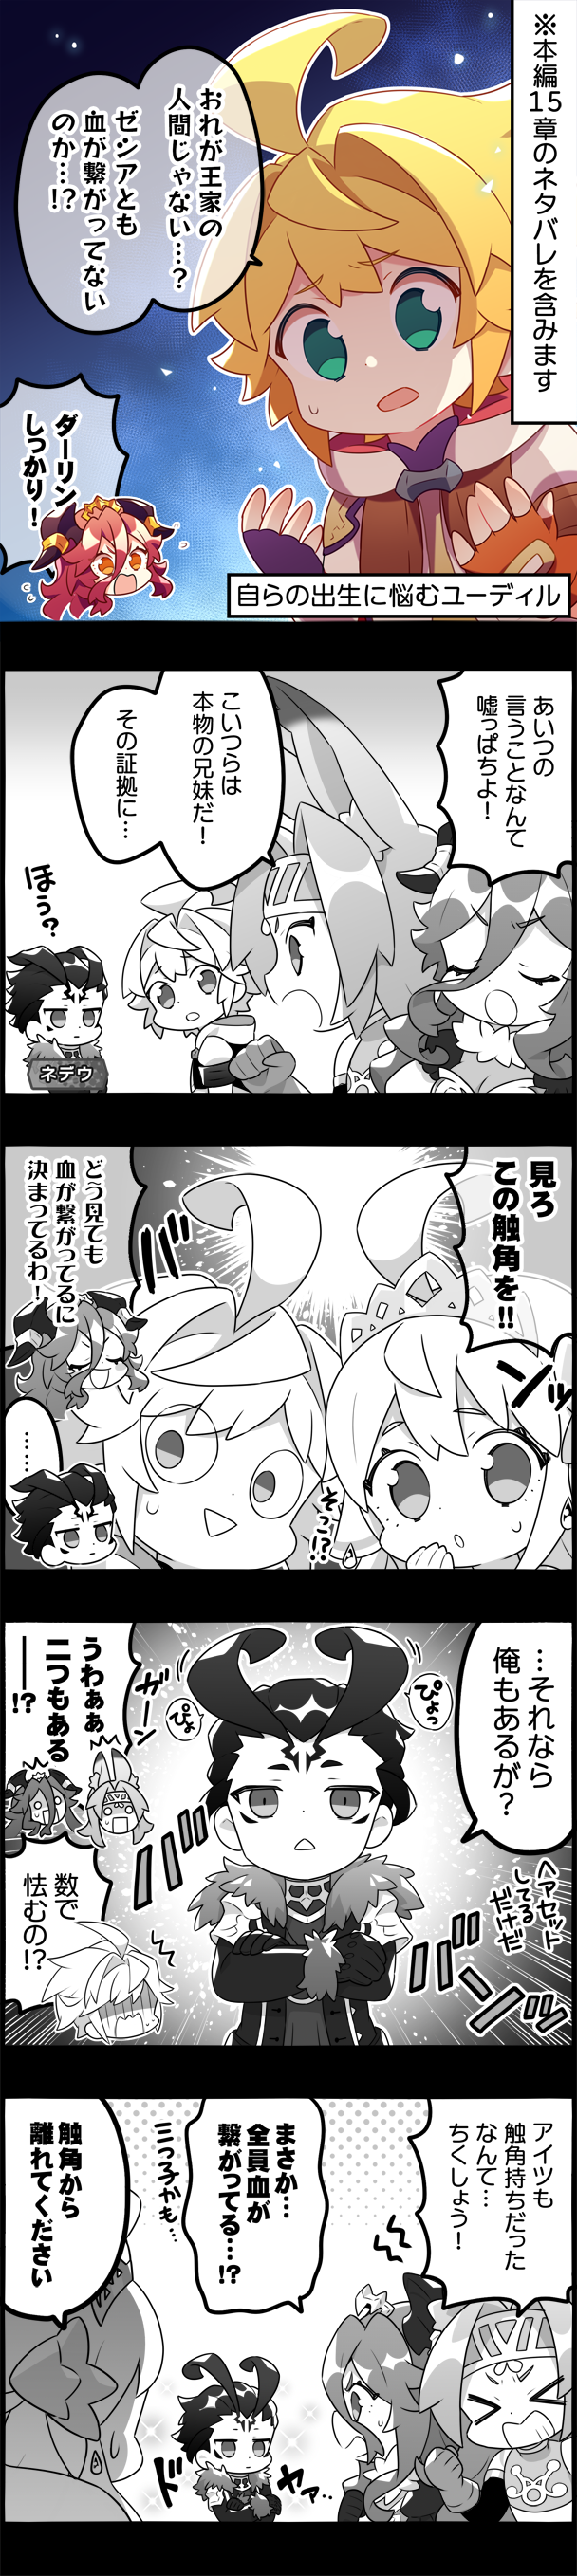 ※本編15章のネタバレを含みます
おれが王家の
人間じゃない…?
ゼシアとも
血が繋がってない
のか…!?
ダーリン
しっかり!
自らの出生に悩むユーディル
あいつの
言うことなんて
嘘っぱちよ!
こいつらは
本物の兄妹だ!
その証拠に…
ほう?
ネデウ
見ろ
この触角を!!
バンッ
どう見ても
血が繋がってるに
決まってるわ!
そこ!?
……
…それなら
俺もあるが?
ぴょっ
ぴょ
ヘアセット
してる
だけだ
ババンッ
ガーン
うわぁぁ
二つもある
――!?
数で
怯むの!?
アイツも
触角持ちだった
なんて…
ちくしょう!
まさか…
全員血が
繋がってる…!?
三つ子かも…
ドヤァ..
触角から
離れてください